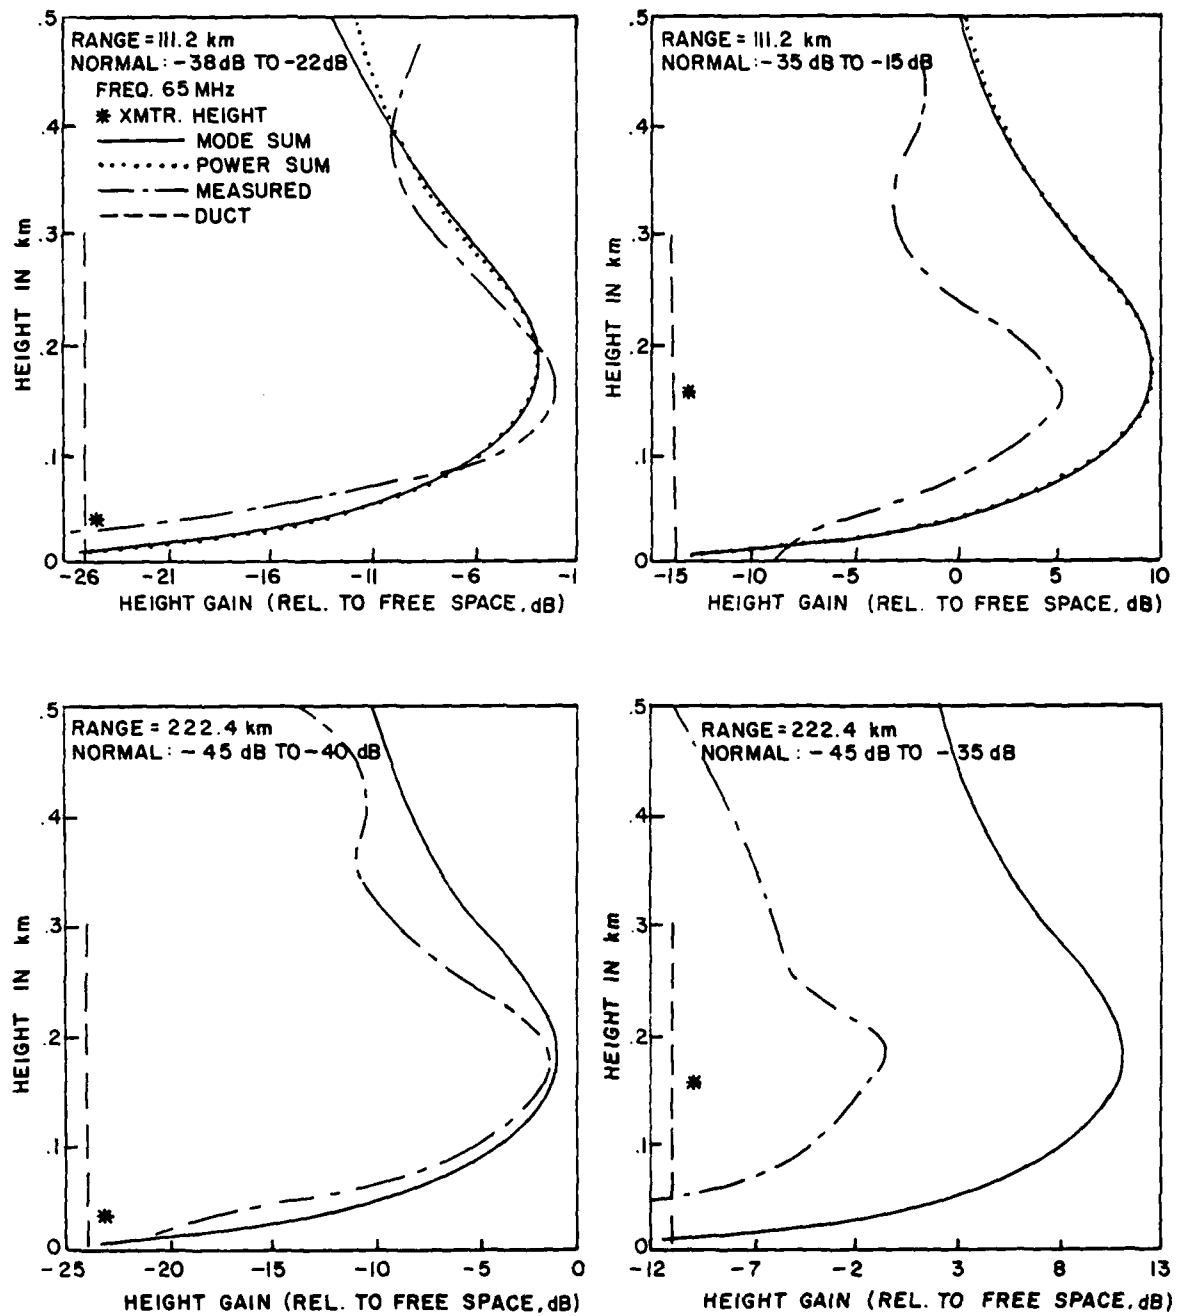 RANGE = 111.2 km
NORMAL: -38 dB TO -22 dB
FREQ. 65 MHz
* XMTR. HEIGHT
MODE SUM
POWER SUM
MEASURED
DUCT
HEIGHT IN km
.5
.4
.3
.2
.1
0
-26 -21 -16 -11 -6 -1
HEIGHT GAIN (REL. TO FREE SPACE, dB)
RANGE = 111.2 km
NORMAL: -35 dB TO -15 dB
HEIGHT IN km
.5
.4
.3
.2
.1
0
-15 -10 -5 0 5 10
HEIGHT GAIN (REL. TO FREE SPACE, dB)
RANGE = 222.4 km
NORMAL: -45 dB TO -40 dB
HEIGHT IN km
.5
.4
.3
.2
.1
0
-25 -20 -15 -10 -5 0
HEIGHT GAIN (REL. TO FREE SPACE, dB)
RANGE = 222.4 km
NORMAL: -45 dB TO -35 dB
HEIGHT IN km
.5
.4
.3
.2
.1
0
-12 -7 -2 3 8 13
HEIGHT GAIN (REL. TO FREE SPACE, dB)